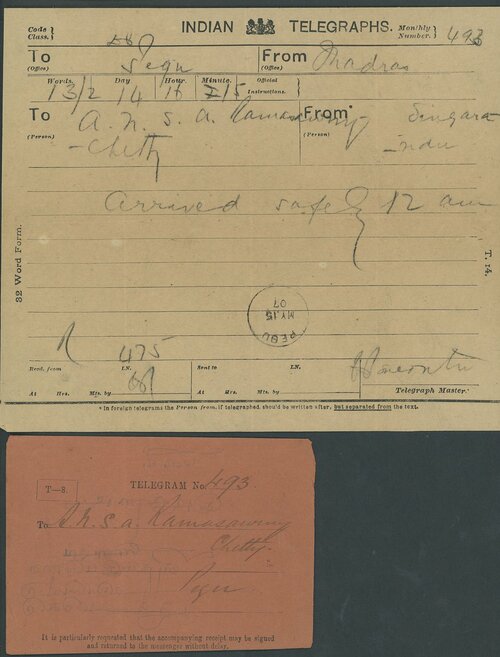 Code
Class. INDIAN TELEGRAPHS. Monthly
Number. 493
To Pegu From Madras
(Office) (Office)
Words. Day Hour. Minute. Official
Instructions.
13/2 14 17 15
To A. N. S. A. Ramasawmy From Singara
(Person) -Chetty (Person) -ndu
Arrived safely 12 am
32 Word Form.
T. 14.
PEGU
MY.15
07
475
Recd. from LN. Sent to LN.
At Hrs. Mts. by At Hrs. Mts. by Telegraph Master.
* In foreign telegrams the Person from, if telegraphed, should be written after, but separated from the text.
T—8. TELEGRAM No. 493
To A. N. S. A. Ramasawmy
Chetty.
Pegu
It is particularly requested that the accompanying receipt may be signed
and returned to the messenger without delay.